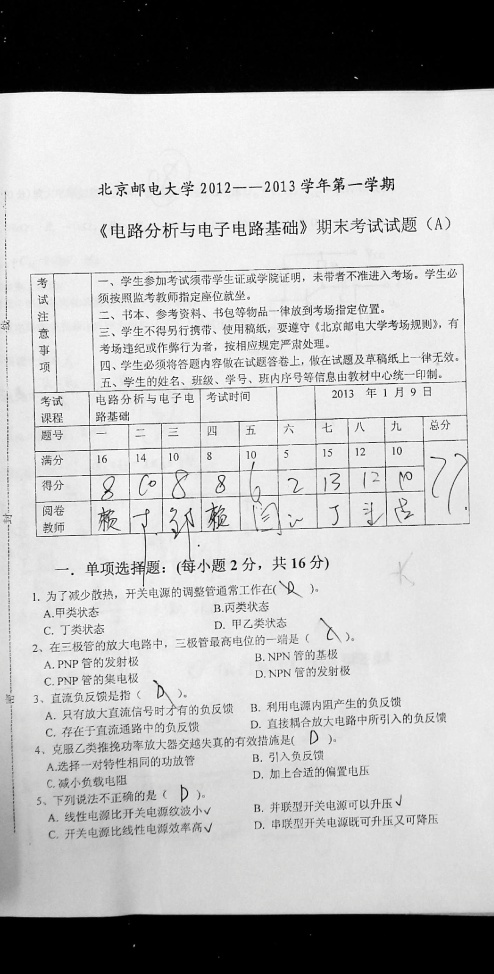 北京邮电大学2012——2013学年第一学期
《电路分析与电子电路基础》期末考试试题（A）
考试注意事项
一、学生参加考试须带学生证或学院证明，未带者不准进入考场。学生必
须按照监考教师指定座位就坐。
二、书本、参考资料、书包等物品一律放到考场指定位置。
三、学生不得另行携带、使用稿纸，要遵守《北京邮电大学考场规则》，有
考场违纪或作弊行为者，按相应规定严肃处理。
四、学生必须将答题内容做在试题答卷上，做在试题及草稿纸上一律无效。
五、学生的姓名、班级、学号、班内序号等信息由教材中心统一印制。
考试课程 电路分析与电子电路基础 考试时间 2013 年 1 月 9 日
题号 一 二 三 四 五 六 七 八 九 总分
满分 16 14 10 8 10 5 15 12 10
得分 8 10 8 8 6 2 13 12 10 77.
阅卷教师 赖 郭 赖 闫 丁
一．单项选择题：(每小题 2 分，共 16 分)
1. 为了减少散热，开关电源的调整管通常工作在( D )。
A.甲类状态 B.丙类状态
C. 丁类状态 D. 甲乙类状态
2、在三极管的放大电路中，三极管最高电位的一端是（ ）。
A. PNP 管的发射极 B. NPN 管的基极
C. PNP 管的集电极 D. NPN 管的发射极
3、直流负反馈是指（ D ）。
A. 只有放大直流信号时才有的负反馈 B. 利用电源内阻产生的负反馈
C. 存在于直流通路中的负反馈 D. 直接耦合放大电路中所引入的负反馈
4、克服乙类推挽功率放大器交越失真的有效措施是( D )。
A.选择一对特性相同的功放管 B. 引入负反馈
C.减小负载电阻 D. 加上合适的偏置电压
5、下列说法不正确的是（ D ）。
A. 线性电源比开关电源纹波小√ B. 并联型开关电源可以升压√
C. 开关电源比线性电源效率高√ D. 串联型开关电源既可升压又可降压